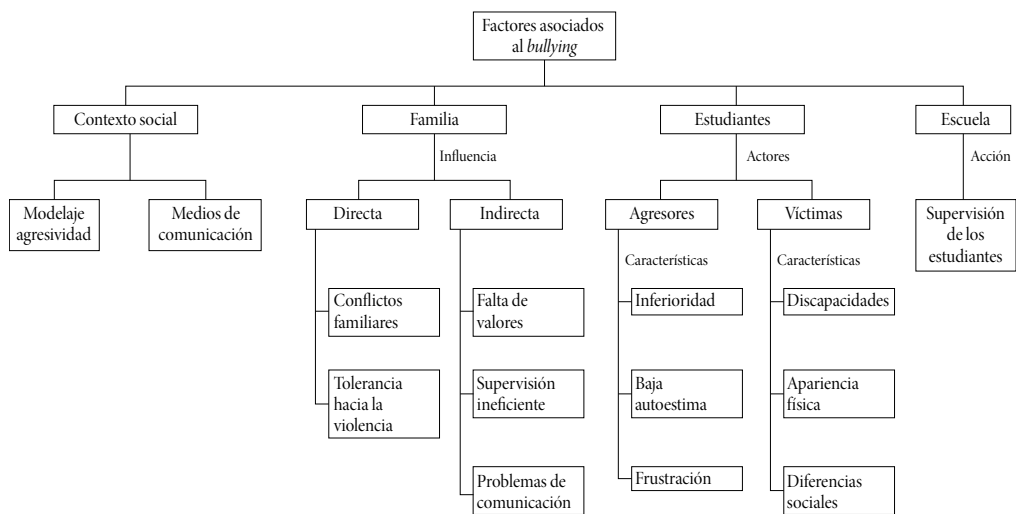 Factores asociados
al bullying
Contexto social
Familia
Estudiantes
Escuela
Influencia
Actores
Acción
Modelaje
agresividad
Medios de
comunicación
Directa
Indirecta
Agresores
Víctimas
Supervisión
de los
estudiantes
Características
Características
Conflictos
familiares
Falta de
valores
Inferioridad
Discapacidades
Tolerancia
hacia la
violencia
Supervisión
ineficiente
Baja
autoestima
Apariencia
física
Problemas de
comunicación
Frustración
Diferencias
sociales